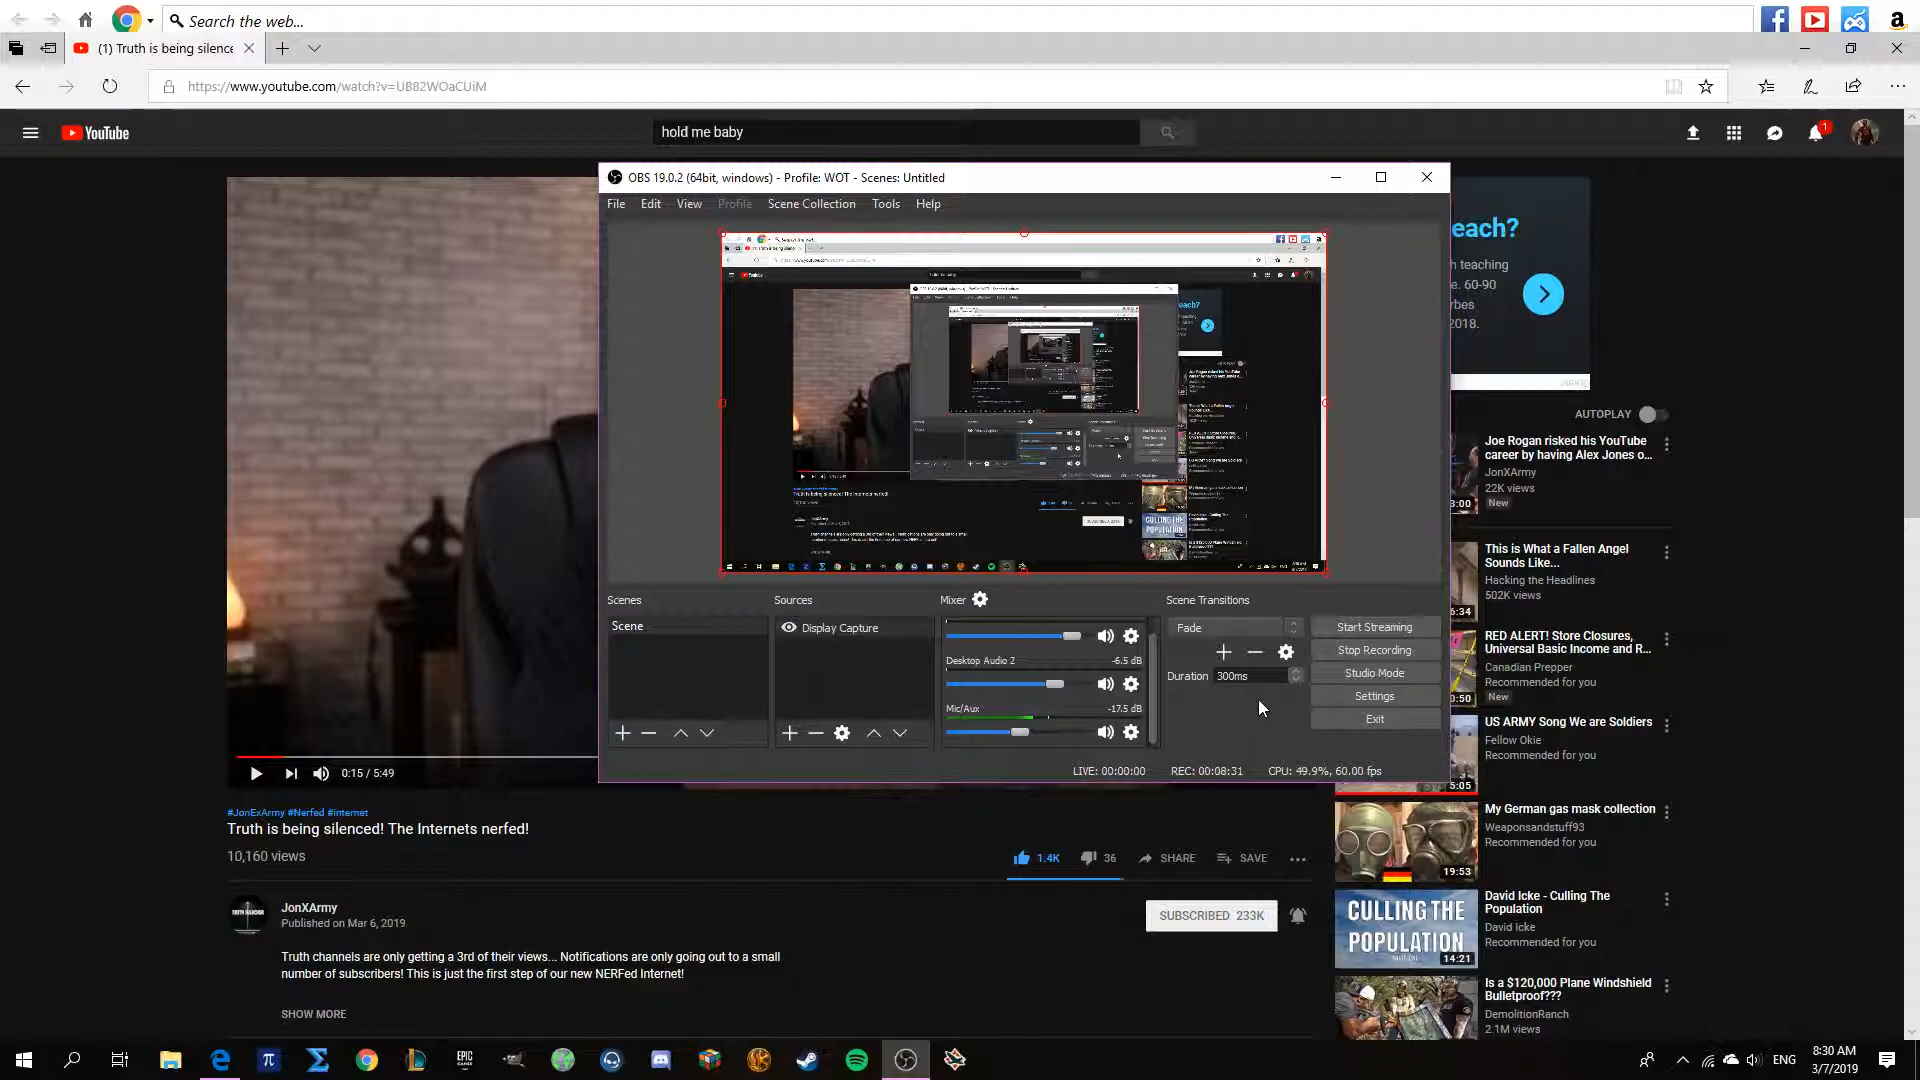 Search the web...
(1) Truth is being silence
https://www.youtube.com/watch?v=UB82WOaCUiM
YouTube
hold me baby
1
OBS 19.0.2 (64bit, windows) - Profile: WOT - Scenes: Untitled
File Edit View Profile Scene Collection Tools Help
each?
h teaching
e. 60-90
rbes
2018.
AUTOPLAY
Joe Rogan risked his YouTube
career by having Alex Jones o...
JonXArmy
22K views
New
3:00
This is What a Fallen Angel
Sounds Like...
Hacking the Headlines
502K views
6:34
RED ALERT! Store Closures,
Universal Basic Income and R...
Canadian Prepper
Recommended for you
New
0:50
US ARMY Song We are Soldiers
Fellow Okie
Recommended for you
5:05
My German gas mask collection
Weaponsandstuff93
Recommended for you
19:53
David Icke - Culling The
Population
David Icke
Recommended for you
CULLING THE
POPULATION
14:21
Is a $120,000 Plane Windshield
Bulletproof???
DemolitionRanch
2.1M views
Scenes
Scene
Sources
Display Capture
Mixer
Desktop Audio 2 -6.5 dB
Mic/Aux -17.5 dB
Scene Transitions
Fade
Duration 300ms
Start Streaming
Stop Recording
Studio Mode
Settings
Exit
LIVE: 00:00:00 REC: 00:08:31 CPU: 49.9%, 60.00 fps
0:15 / 5:49
#JonExArmy #Nerfed #internet
Truth is being silenced! The Internets nerfed!
10,160 views
1.4K 36 SHARE SAVE
JonXArmy
Published on Mar 6, 2019
SUBSCRIBED 233K
Truth channels are only getting a 3rd of their views... Notifications are only going out to a small
number of subscribers! This is just the first step of our new NERFed Internet!
SHOW MORE
EPIC
GAMES
ENG
8:30 AM
3/7/2019